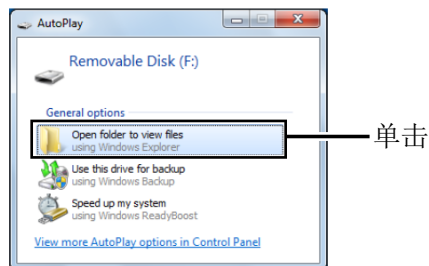 AutoPlay
Removable Disk (F:)
General options
Open folder to view files
using Windows Explorer
单击
Use this drive for backup
using Windows Backup
Speed up my system
using Windows ReadyBoost
View more AutoPlay options in Control Panel